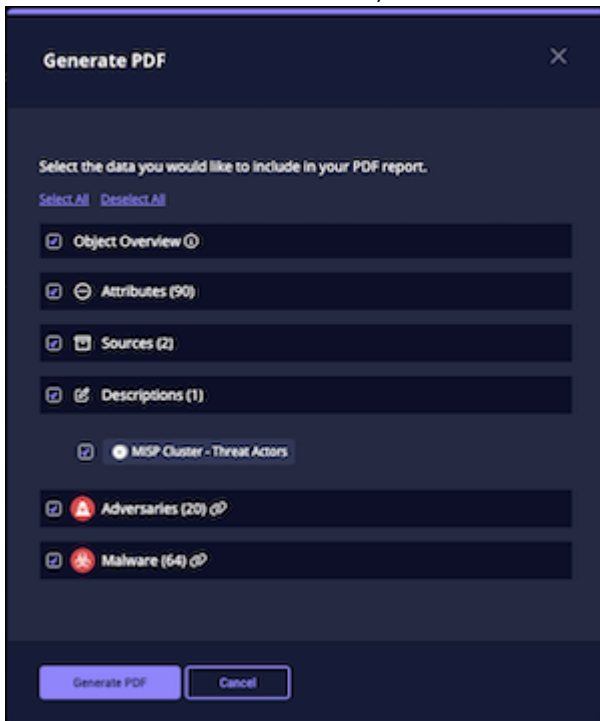 Generate PDF
Select the data you would like to include in your PDF report.
Select All Deselect All
Object Overview
Attributes (90)
Sources (2)
Descriptions (1)
MISP Cluster - Threat Actors
Adversaries (20)
Malware (64)
Generate PDF Cancel